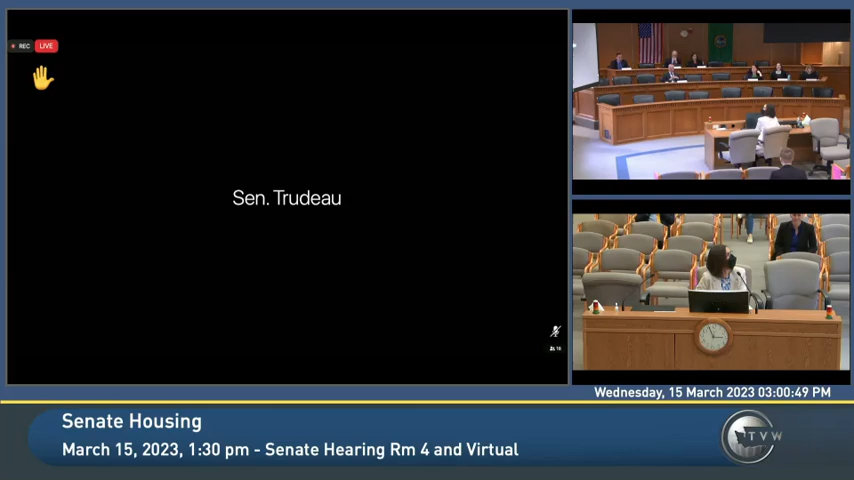 REC LIVE
Sen. Trudeau
18
Wednesday, 15 March 2023 03:00:49 PM
Senate Housing
March 15, 2023, 1:30 pm - Senate Hearing Rm 4 and Virtual
TVW